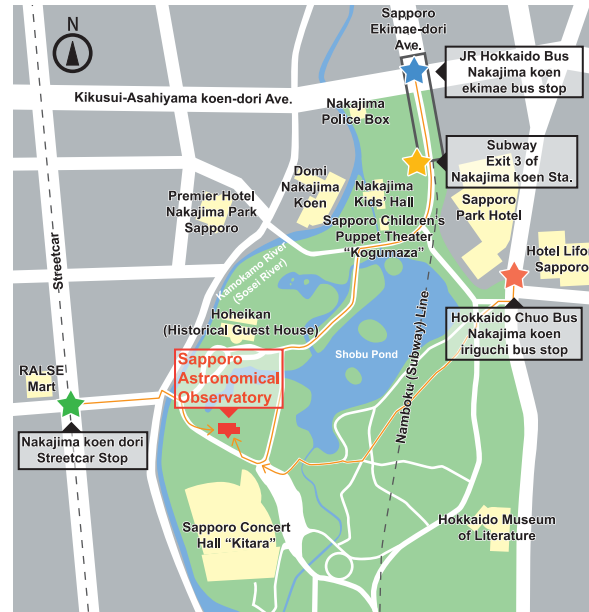 N
Sapporo
Ekimae-dori
Ave.
JR Hokkaido Bus
Nakajima koen
ekimae bus stop
Kikusui-Asahiyama koen-dori Ave.
Nakajima
Police Box
Subway
Exit 3 of
Nakajima koen Sta.
Domi
Nakajima
Koen
Nakajima
Kids' Hall
Premier Hotel
Nakajima Park
Sapporo
Sapporo
Park Hotel
Sapporo Children's
Puppet Theater
“Kogumaza”
Streetcar
Kamokamo River
(Sosei River)
Hotel Lifor
Sapporo
Hoheikan
(Historical Guest House)
Namboku (Subway) Line
Hokkaido Chuo Bus
Nakajima koen
iriguchi bus stop
Shobu Pond
Sapporo
Astronomical
Observatory
RALSE
Mart
Nakajima koen dori
Streetcar Stop
Sapporo Concert
Hall “Kitara”
Hokkaido Museum
of Literature